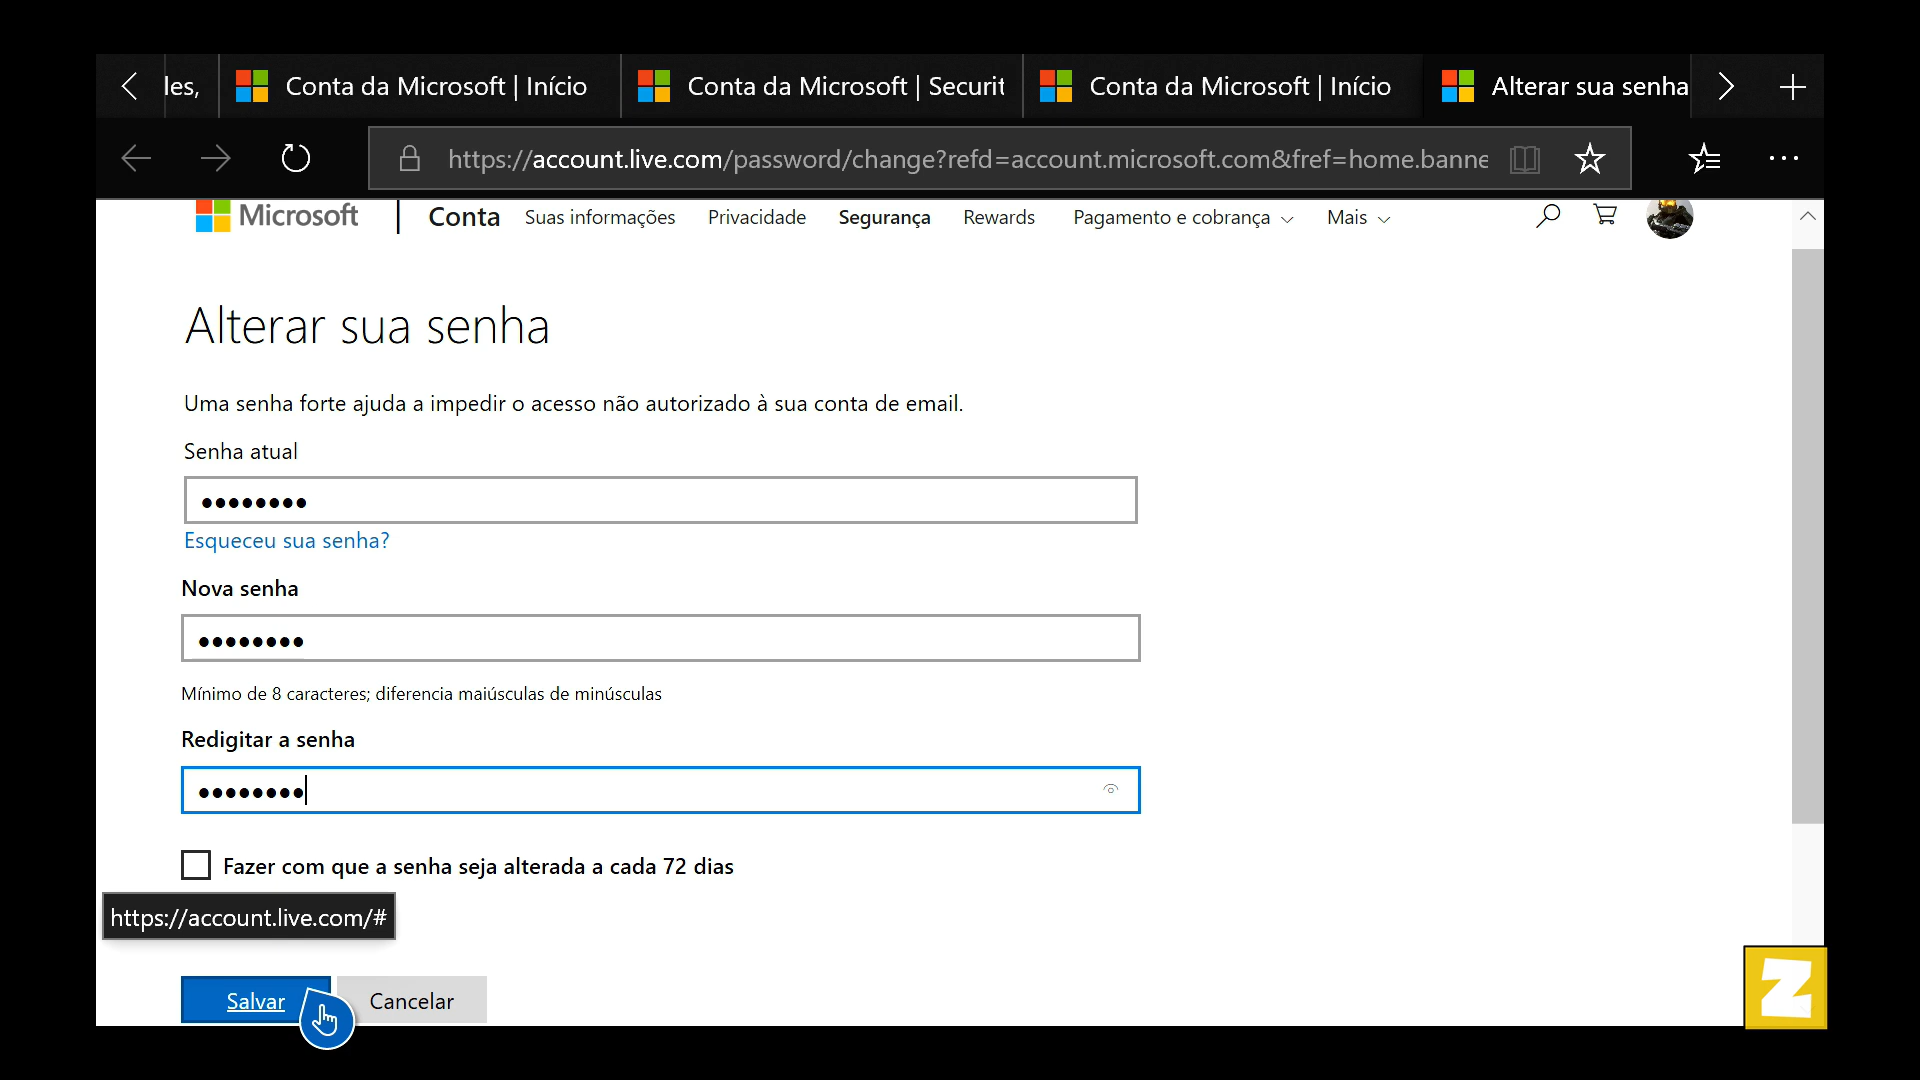 les,
Conta da Microsoft | Início
Conta da Microsoft | Securit
Conta da Microsoft | Início
Alterar sua senha
https://account.live.com/password/change?refd=account.microsoft.com&fref=home.banne
Microsoft | Conta Suas informações Privacidade Segurança Rewards Pagamento e cobrança Mais
Alterar sua senha
Uma senha forte ajuda a impedir o acesso não autorizado à sua conta de email.
Senha atual
••••••••
Esqueceu sua senha?
Nova senha
••••••••
Mínimo de 8 caracteres; diferencia maiúsculas de minúsculas
Redigitar a senha
••••••••
Fazer com que a senha seja alterada a cada 72 dias
https://account.live.com/#
Salvar Cancelar
Z